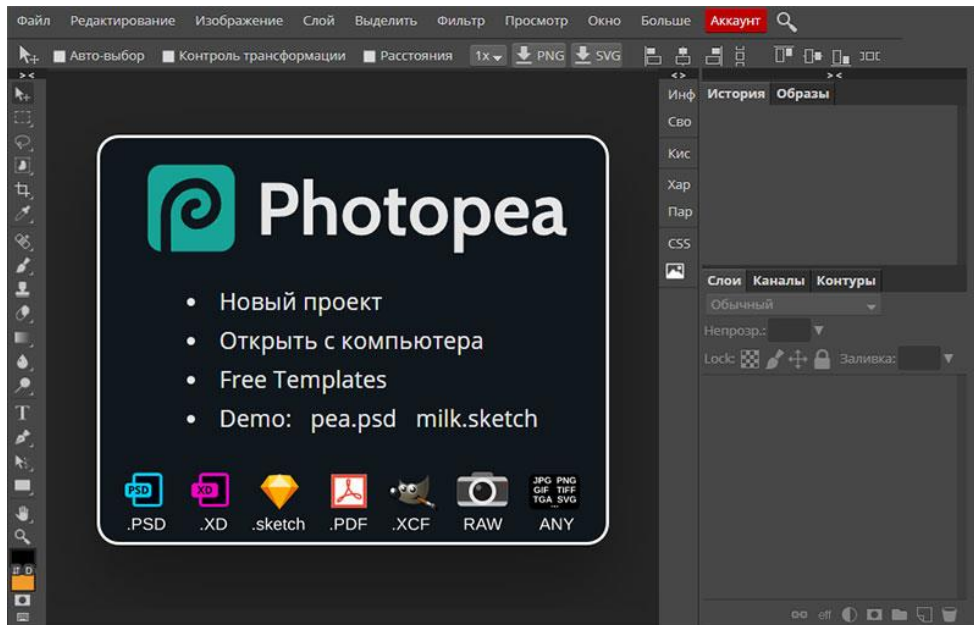 Файл Редактирование Изображение Слой Выделить Фильтр Просмотр Окно Больше Аккаунт
Авто-выбор Контроль трансформации Расстояния 1x PNG SVG
> <
< >
> <
Инф
Сво
Кис
Хар
Пар
CSS
История Образы
Photopea
• Новый проект
• Открыть с компьютера
• Free Templates
• Demo: pea.psd milk.sketch
PSD XD JPG PNG
GIF TIFF
TGA SVG
.PSD .XD .sketch .PDF .XCF RAW ANY
Слои Каналы Контуры
Обычный
Непрозр.:
Lock: Заливка:
T
D
eff